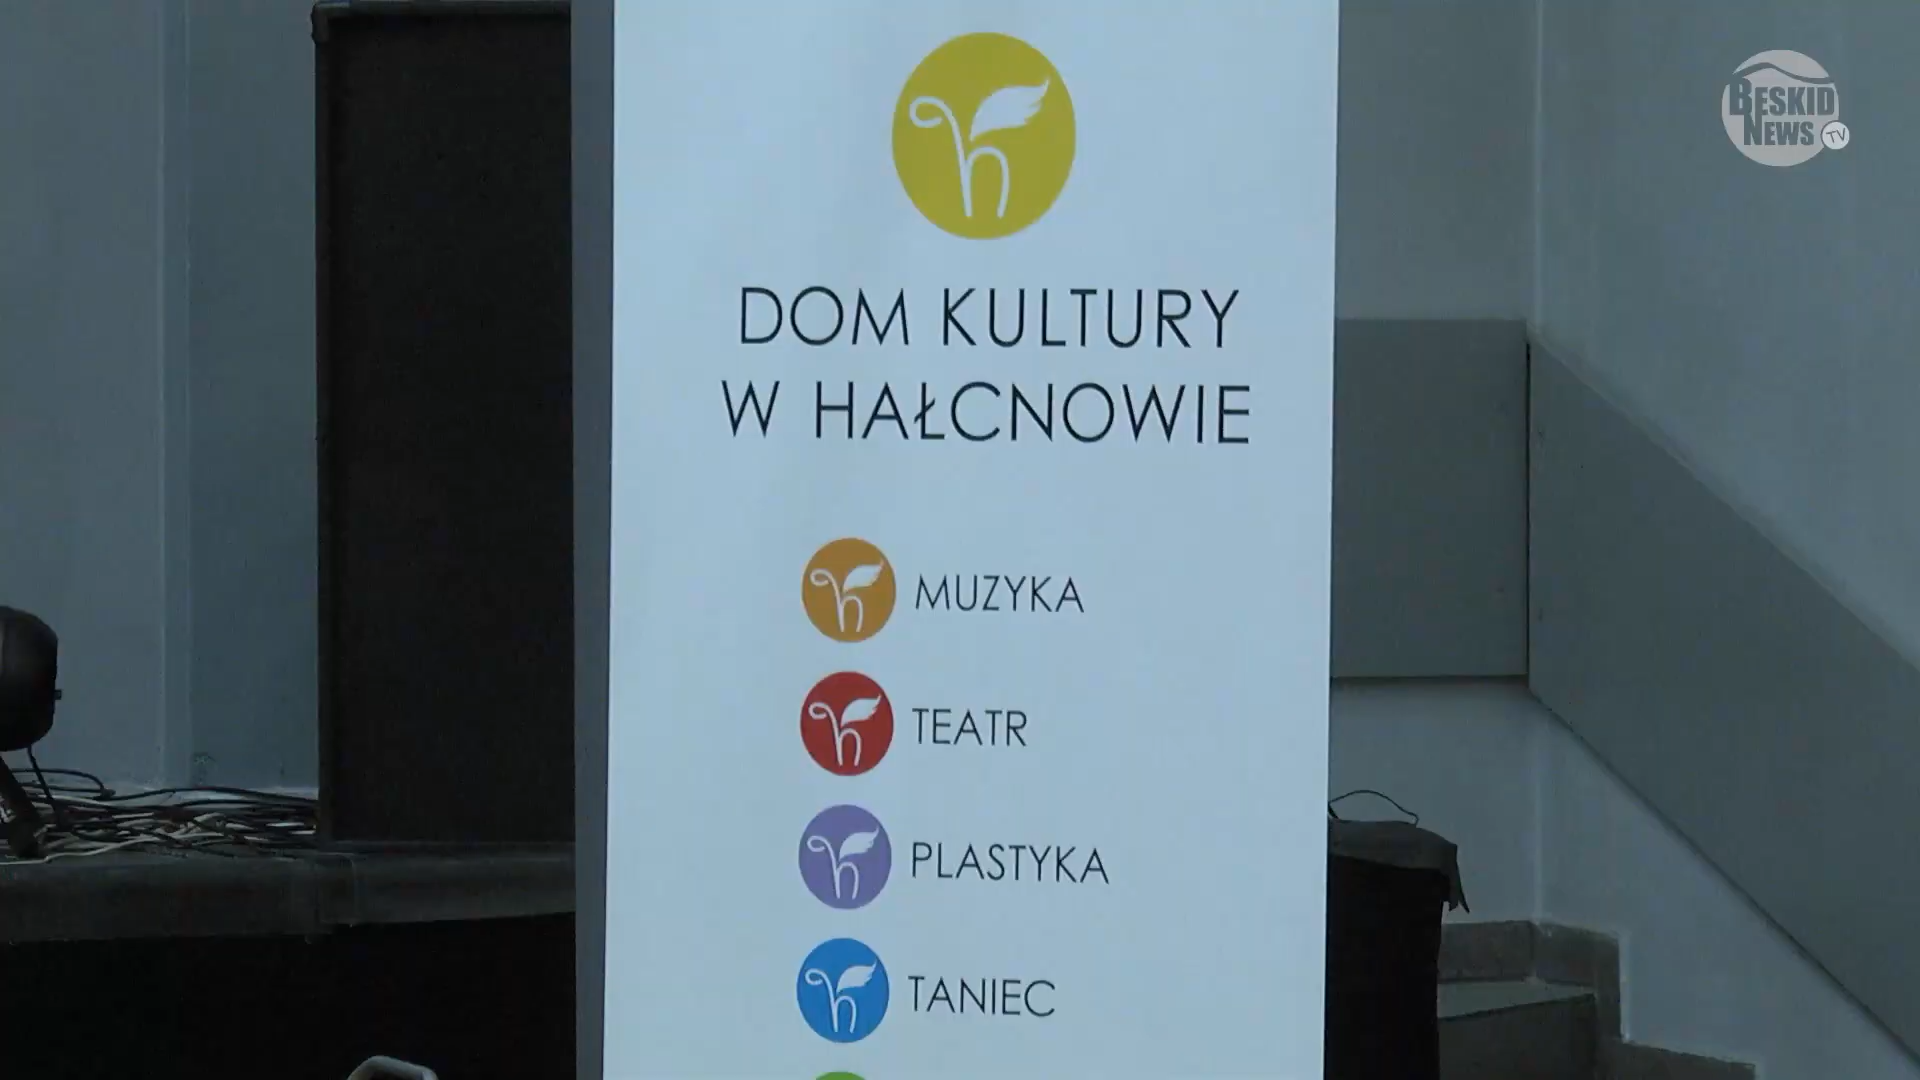 BESKID
NEWS TV
DOM KULTURY
W HAŁCNOWIE
MUZYKA
TEATR
PLASTYKA
TANIEC